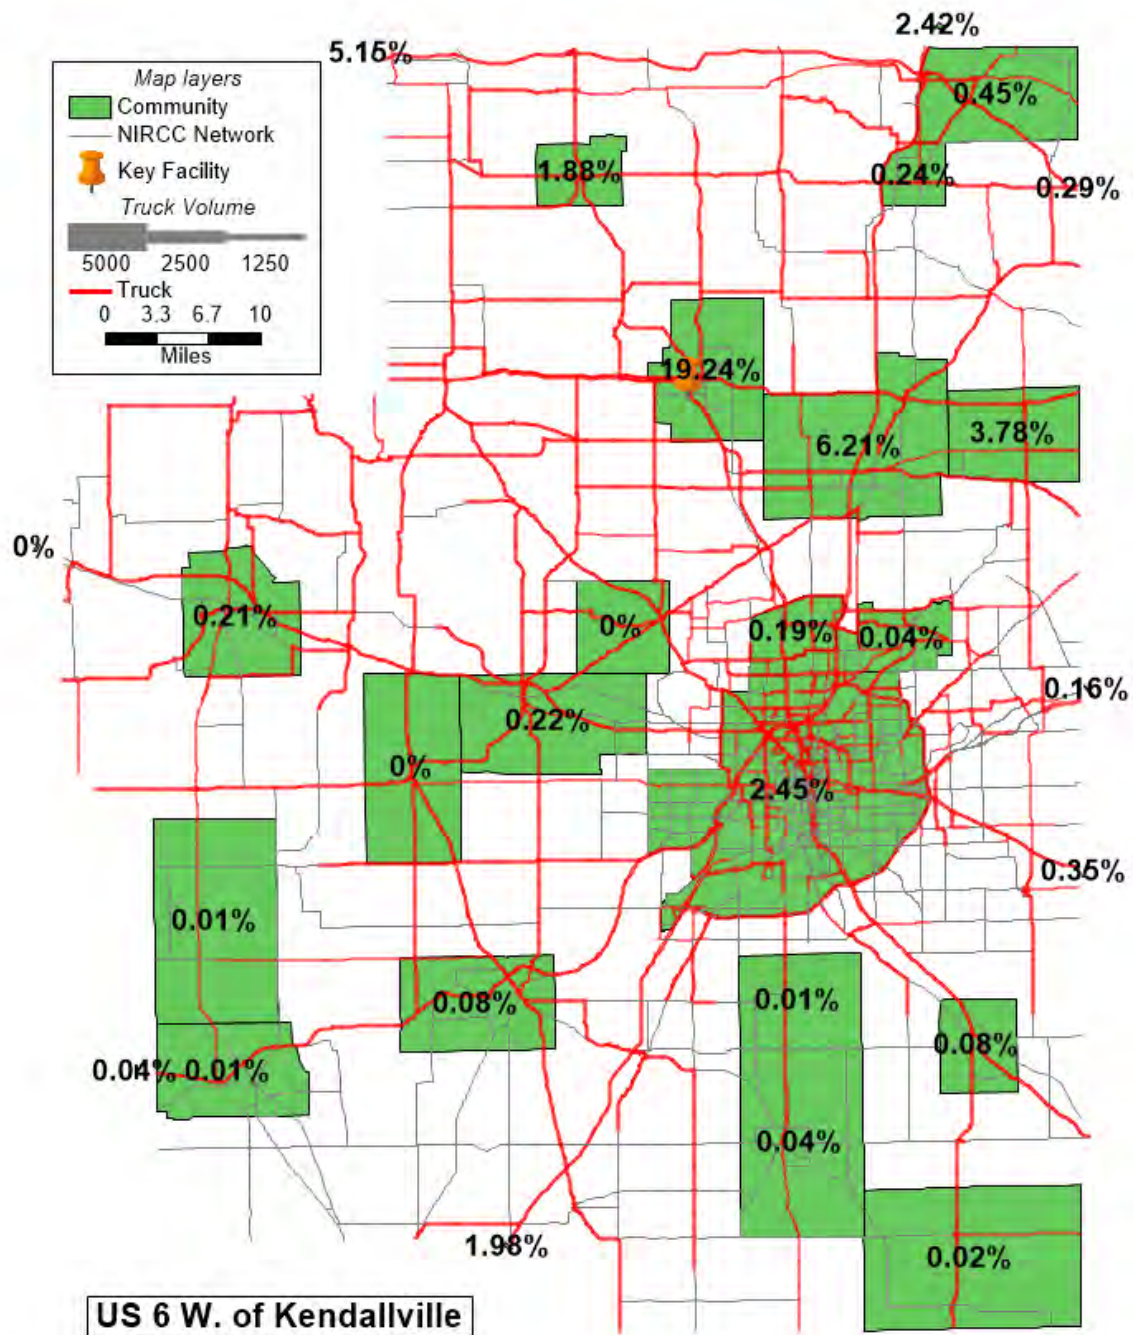 2.42%
5.15%
Map layers
Community
NIRCC Network
Key Facility
Truck Volume
5000 2500 1250
Truck
0 3.3 6.7 10
Miles
0.45%
1.88%
0.24%
0.29%
19.24%
6.21%
3.78%
0%
0.21%
0%
0.19%
0.04%
0.16%
0.22%
0%
2.45%
0.35%
0.01%
0.08%
0.01%
0.08%
0.04% 0.01%
0.04%
1.98%
0.02%
US 6 W. of Kendallville